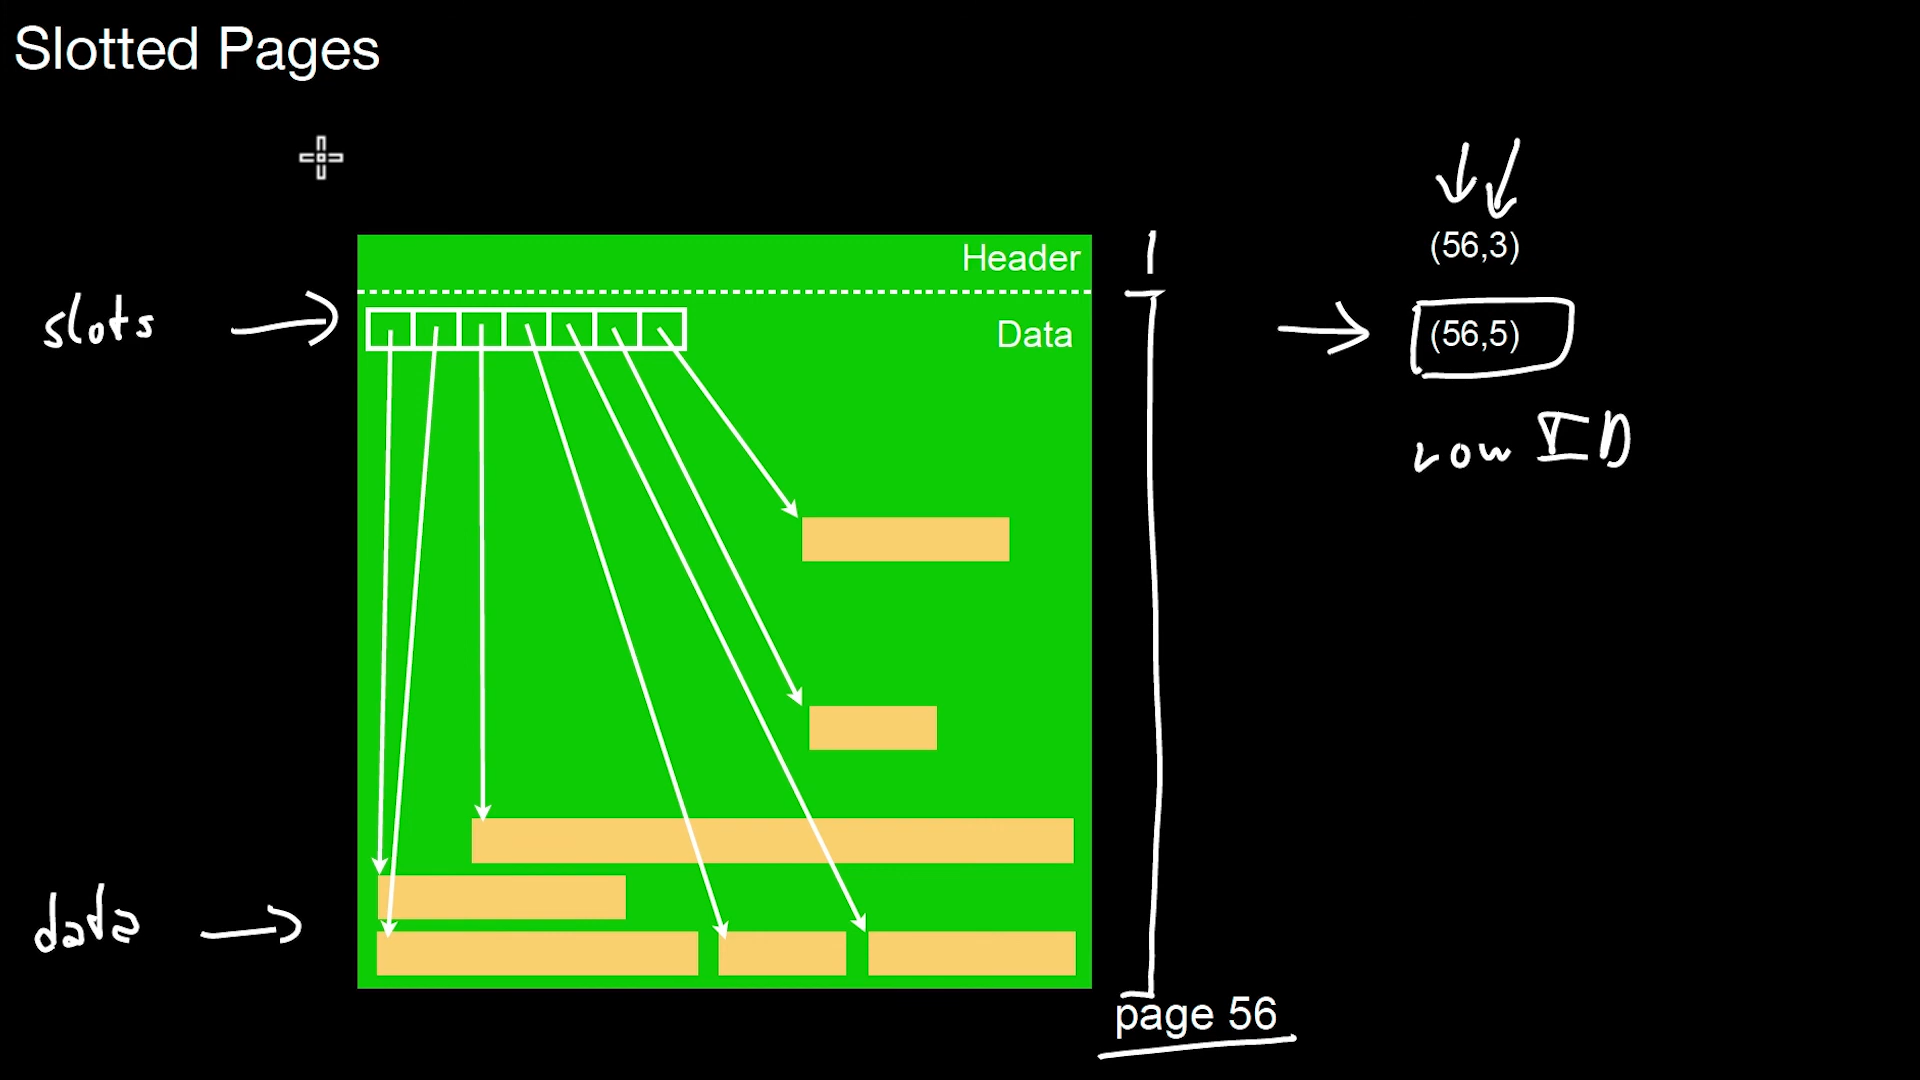 Slotted Pages
Header
(56,3)
slots
Data
(56,5)
row ID
data
page 56